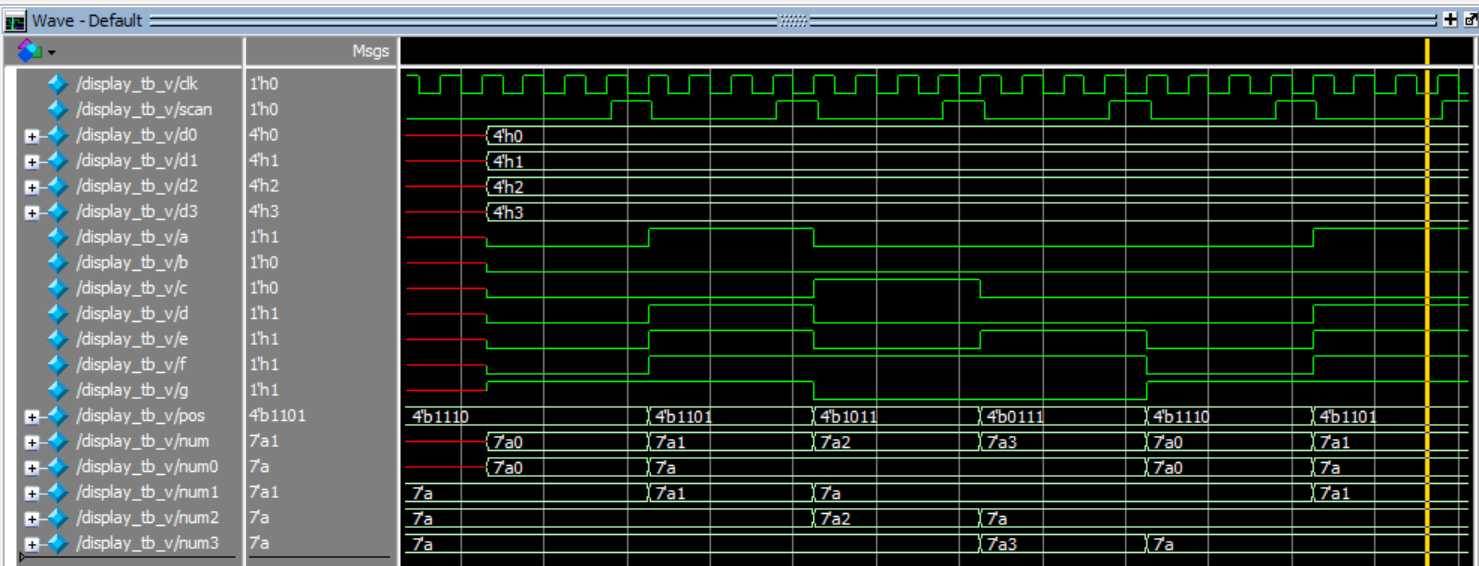 Wave - Default
Msgs
/display_tb_v/clk 1'h0
/display_tb_v/scan 1'h0
/display_tb_v/d0 4'h0 4'h0
/display_tb_v/d1 4'h1 4'h1
/display_tb_v/d2 4'h2 4'h2
/display_tb_v/d3 4'h3 4'h3
/display_tb_v/a 1'h1
/display_tb_v/b 1'h0
/display_tb_v/c 1'h0
/display_tb_v/d 1'h1
/display_tb_v/e 1'h1
/display_tb_v/f 1'h1
/display_tb_v/g 1'h1
/display_tb_v/pos 4'b1101 4'b1110 4'b1101 4'b1011 4'b0111 4'b1110 4'b1101
/display_tb_v/num 7'a1 7'a0 7'a1 7'a2 7'a3 7'a0 7'a1
/display_tb_v/num0 7'a 7'a0 7'a 7'a0 7'a
/display_tb_v/num1 7'a1 7'a 7'a1 7'a 7'a1
/display_tb_v/num2 7'a 7'a 7'a2 7'a
/display_tb_v/num3 7'a 7'a 7'a3 7'a